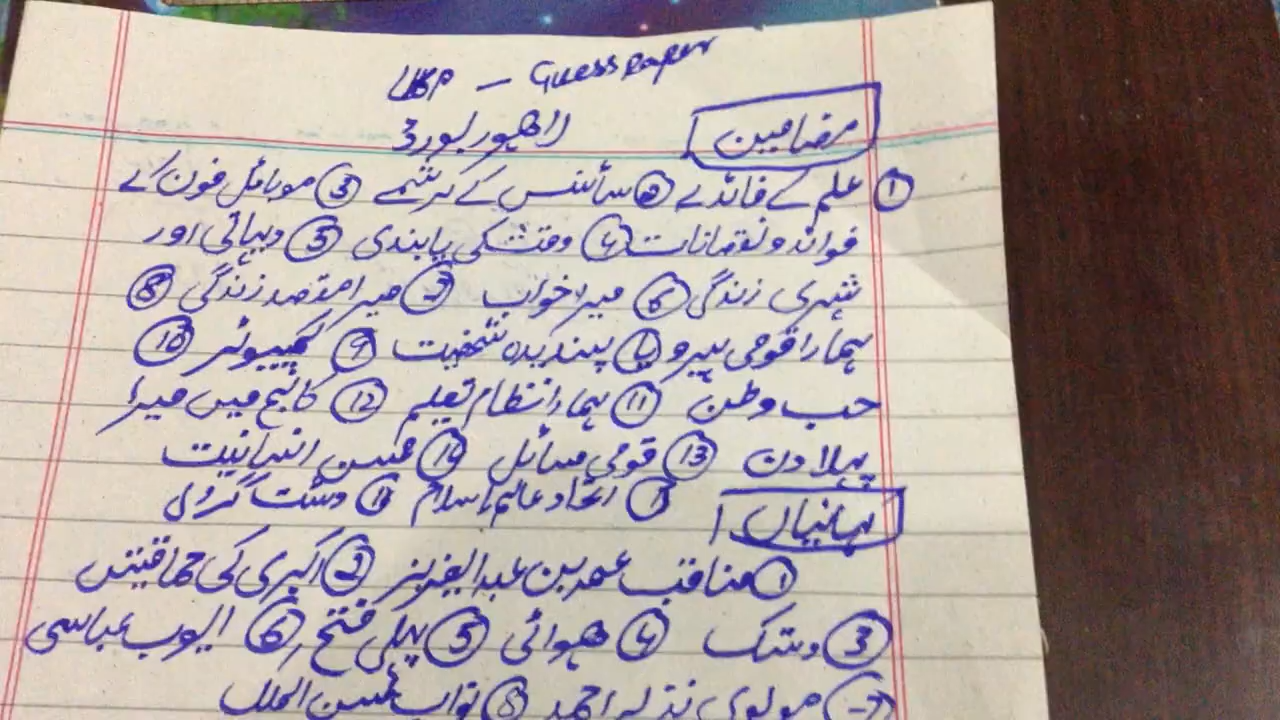 UBP — Guess paper
لاہور بورڈ
مضامین
① علم کے فائدے ② سائنس کے کرشمے ③ موبائل فون کے
فوائد و نقصانات ④ وقت کی پابندی ⑤ دیہاتی اور
شہری زندگی ⑥ میرا خواب ⑦ میرا مقصد زندگی ⑧
ہمارا قومی ہیرو پسندیدہ شخصیت ⑨ کمپیوٹر ⑩
حب وطن ⑪ ہمارا نظام تعلیم ⑫ کالج میں میرا
پہلا دن ⑬ قومی مسائل ⑭ محسن انسانیت
اتحاد عالم اسلام دہشت گردی
کہانیاں
① مناقب عمر بن عبدالعزیز ② اکبری کی حماقتیں
③ دستک ④ ہوائی ⑤ پہلی فتح ⑥ ایوب عباسی
⑦ مولوی نذیر احمد ⑧ نواب محسن الملک